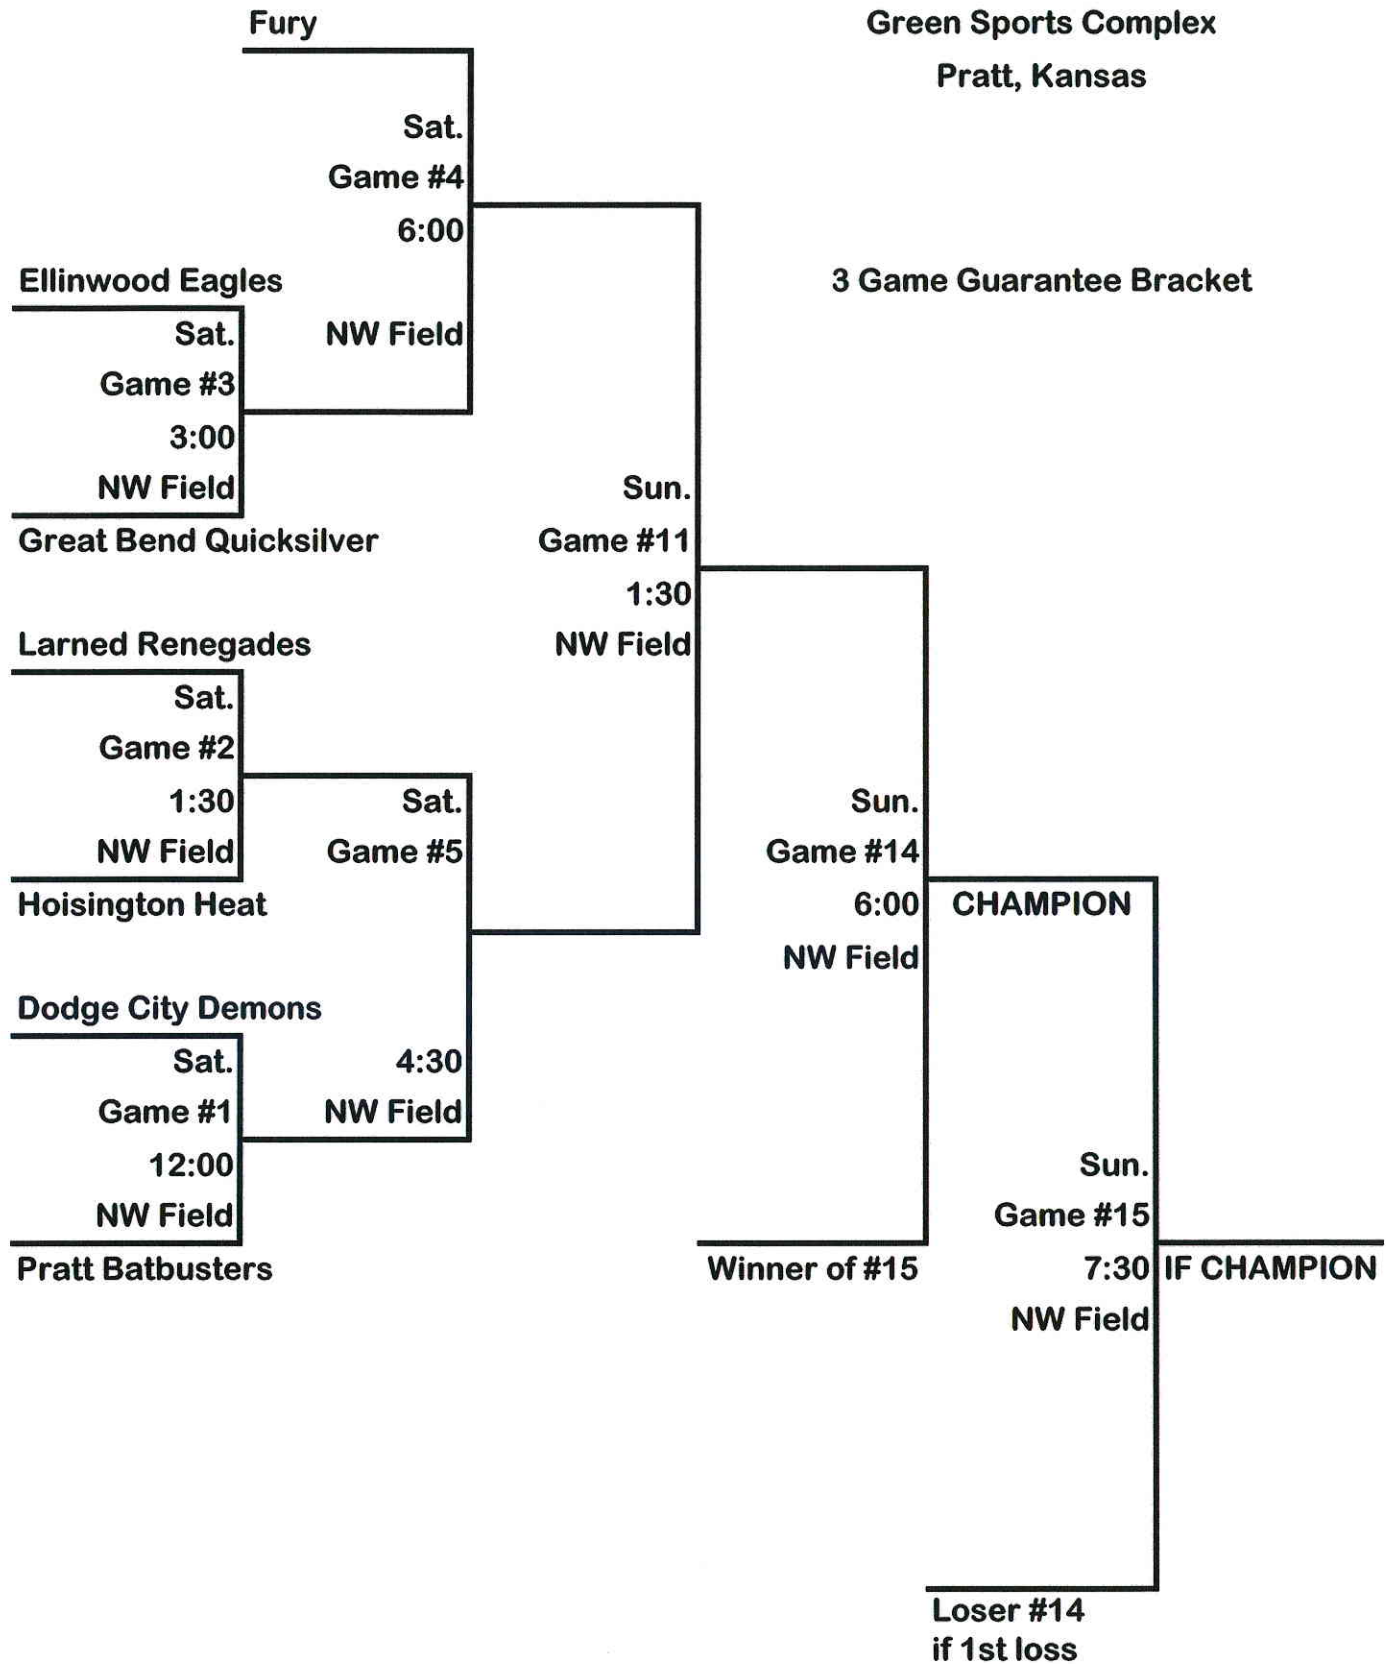 Fury
Green Sports Complex
Pratt, Kansas
Sat.
Game #4
6:00
NW Field
3 Game Guarantee Bracket
Ellinwood Eagles
Sat.
Game #3
3:00
NW Field
Great Bend Quicksilver
Sun.
Game #11
1:30
NW Field
Larned Renegades
Sat.
Game #2
1:30
NW Field
Hoisington Heat
Sat.
Game #5
4:30
NW Field
Dodge City Demons
Sat.
Game #1
12:00
NW Field
Pratt Batbusters
Sun.
Game #14
6:00
NW Field
CHAMPION
Winner of #15
Sun.
Game #15
7:30
NW Field
IF CHAMPION
Loser #14
if 1st loss